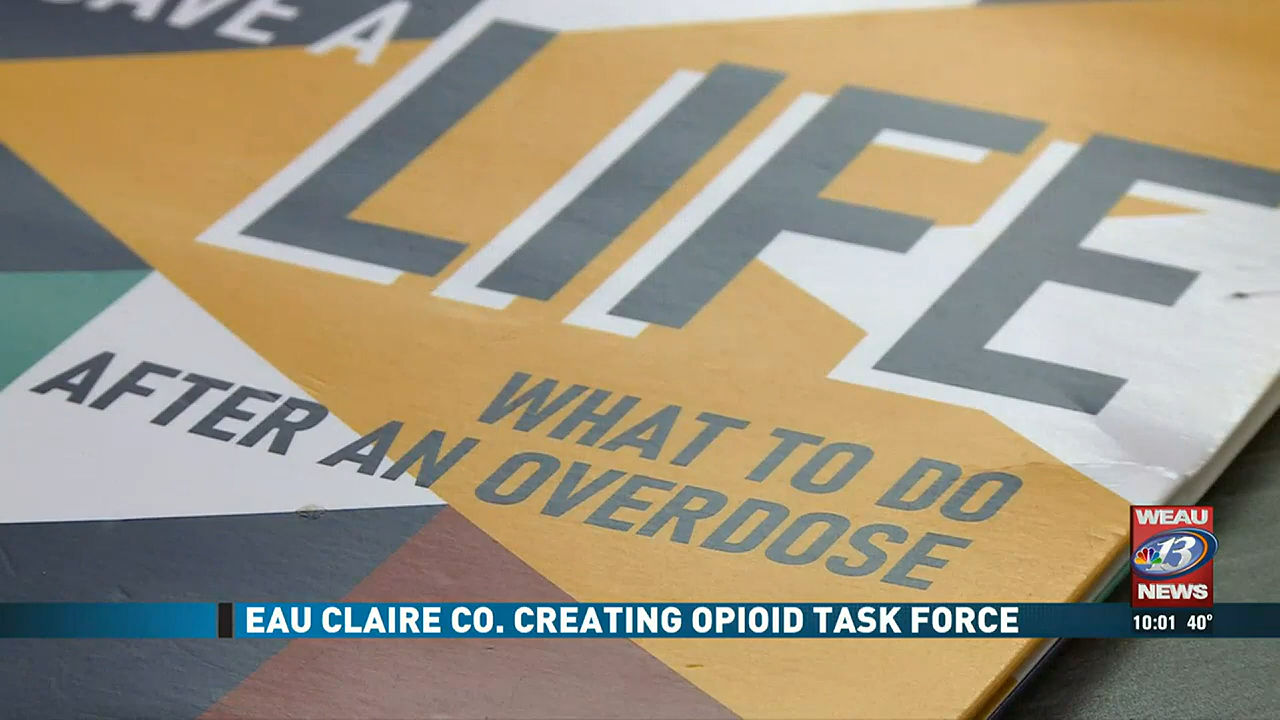 SAVE A
LIFE
WHAT TO DO
AFTER AN OVERDOSE
WEAU
13
NEWS
EAU CLAIRE CO. CREATING OPIOID TASK FORCE
10:01 40°